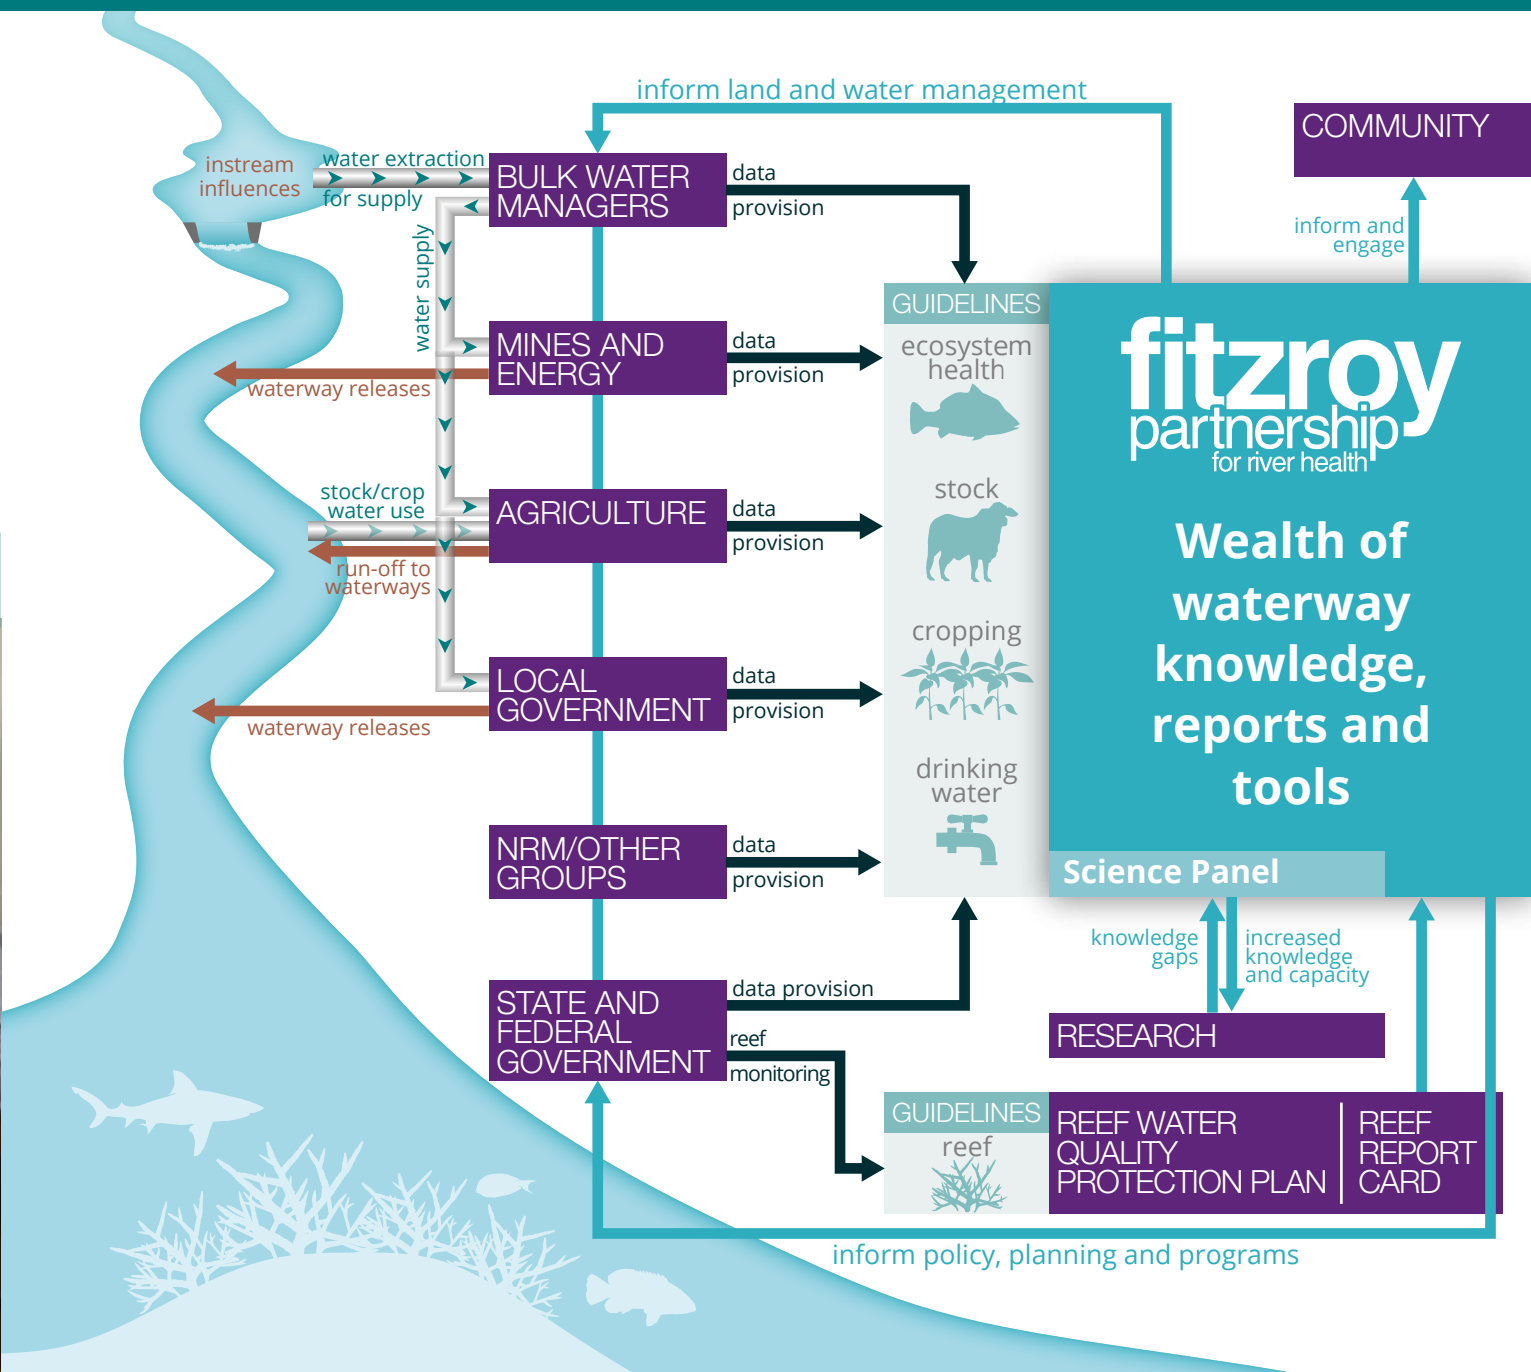 inform land and water management
COMMUNITY
instream
influences
water extraction
for supply
BULK WATER
MANAGERS
data
provision
inform and
engage
water supply
GUIDELINES
ecosystem
health
stock
cropping
drinking
water
fitzroy
partnership
for river health
Wealth of
waterway
knowledge,
reports and
tools
Science Panel
MINES AND
ENERGY
data
provision
waterway releases
stock/crop
water use
AGRICULTURE
data
provision
run-off to
waterways
LOCAL
GOVERNMENT
data
provision
waterway releases
NRM/OTHER
GROUPS
data
provision
knowledge
gaps
increased
knowledge
and capacity
STATE AND
FEDERAL
GOVERNMENT
data provision
reef
monitoring
RESEARCH
GUIDELINES
reef
REEF WATER
QUALITY
PROTECTION PLAN
REEF
REPORT
CARD
inform policy, planning and programs